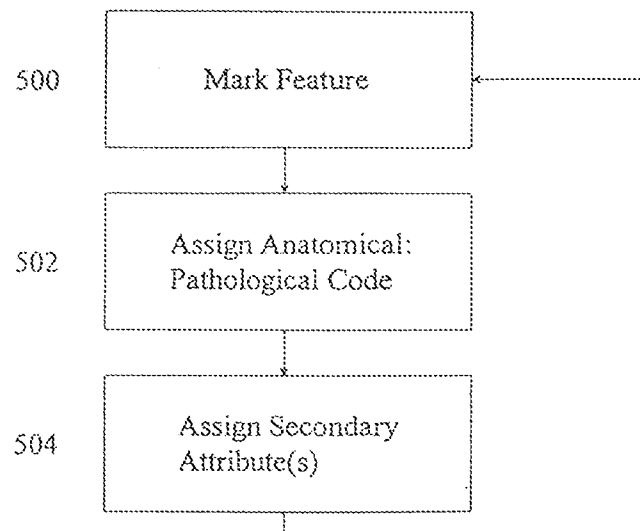 500
Mark Feature
502
Assign Anatomical:
Pathological Code
504
Assign Secondary
Attribute(s)